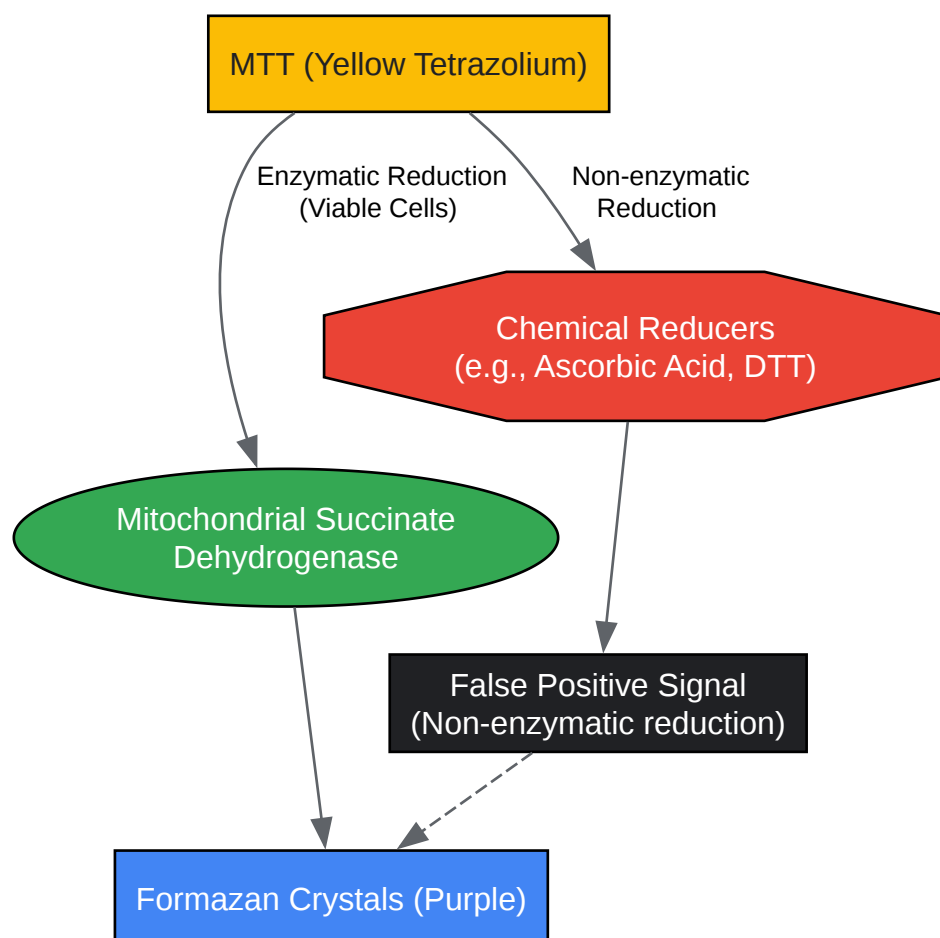 MTT (Yellow Tetrazolium)
Enzymatic Reduction
(Viable Cells)
Non-enzymatic
Reduction
Chemical Reducers
(e.g., Ascorbic Acid, DTT)
Mitochondrial Succinate
Dehydrogenase
False Positive Signal
(Non-enzymatic reduction)
Formazan Crystals (Purple)